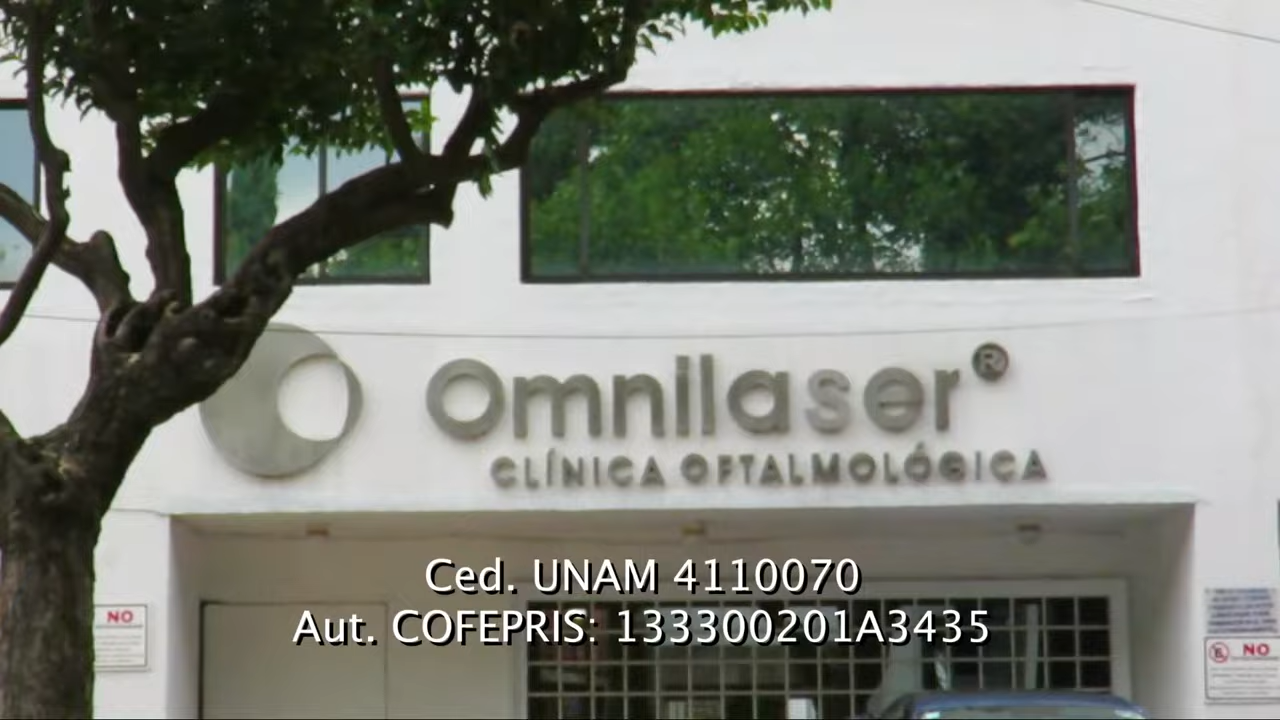 Omnilaser®
CLÍNICA OFTALMOLÓGICA
Ced. UNAM 4110070
Aut. COFEPRIS: 133300201A3435
NO
NO